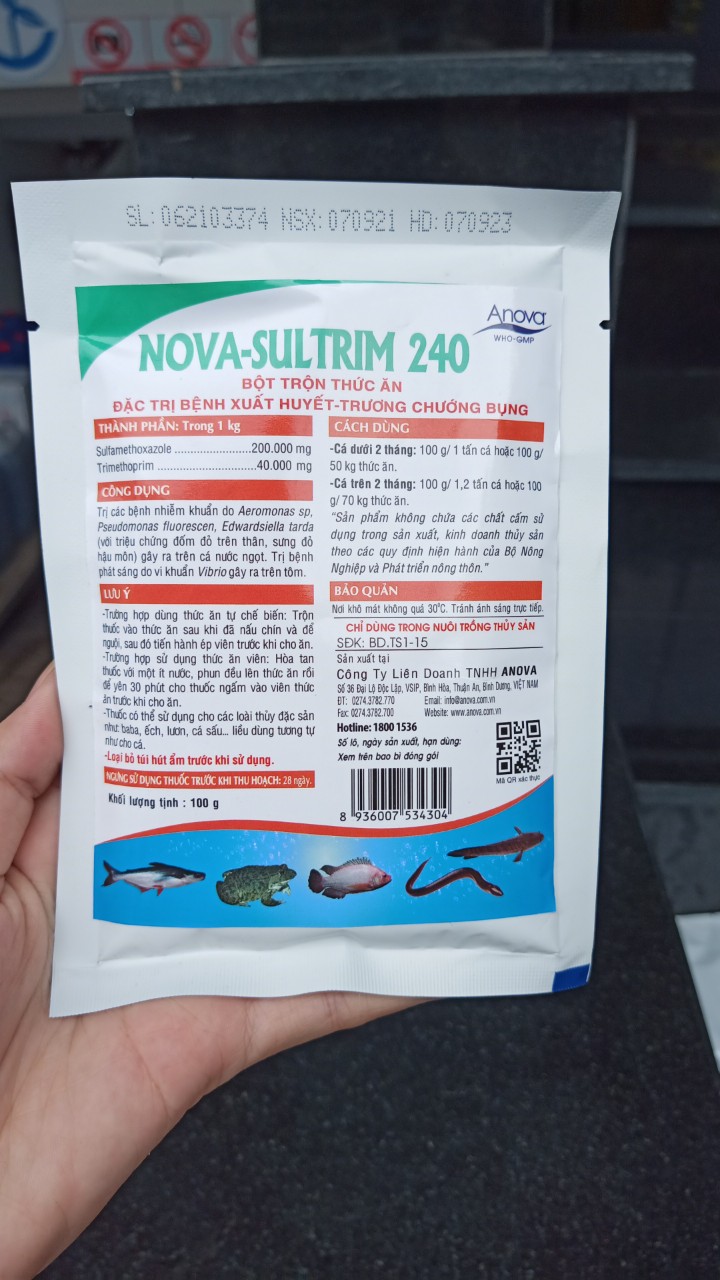 SL:062103374 NSX:070921 HD:070923
Anova
WHO-GMP
NOVA-SULTRIM 240
BỘT TRỘN THỨC ĂN
ĐẶC TRỊ BỆNH XUẤT HUYẾT-TRƯƠNG CHƯỚNG BỤNG
THÀNH PHẦN: Trong 1 kg
Sulfamethoxazole ........................200.000 mg
Trimethoprim ...............................40.000 mg
CÔNG DỤNG
Trị các bệnh nhiễm khuẩn do Aeromonas sp,
Pseudomonas fluorescen, Edwardsiella tarda
(với triệu chứng đốm đỏ trên thân, sưng đỏ
hậu môn) gây ra trên cá nước ngọt. Trị bệnh
phát sáng do vi khuẩn Vibrio gây ra trên tôm.
LƯU Ý
-Trường hợp dùng thức ăn tự chế biến: Trộn
thuốc vào thức ăn sau khi đã nấu chín và để
nguội, sau đó tiến hành ép viên trước khi cho ăn.
-Trường hợp sử dụng thức ăn viên: Hòa tan
thuốc với một ít nước, phun đều lên thức ăn rồi
để yên 30 phút cho thuốc ngấm vào viên thức
ăn trước khi cho ăn.
-Thuốc có thể sử dụng cho các loài thủy đặc sản
như: baba, ếch, lươn, cá sấu... liều dùng tương tự
như cho cá.
-Loại bỏ túi hút ẩm trước khi sử dụng.
NGƯNG SỬ DỤNG THUỐC TRƯỚC KHI THU HOẠCH: 28 ngày.
Khối lượng tịnh : 100 g
CÁCH DÙNG
-Cá dưới 2 tháng: 100 g/ 1 tấn cá hoặc 100 g/
50 kg thức ăn.
-Cá trên 2 tháng: 100 g/ 1,2 tấn cá hoặc 100
g/ 70 kg thức ăn.
"Sản phẩm không chứa các chất cấm sử
dụng trong sản xuất, kinh doanh thủy sản
theo các quy định hiện hành của Bộ Nông
Nghiệp và Phát triển nông thôn."
BẢO QUẢN
Nơi khô mát không quá 30°C. Tránh ánh sáng trực tiếp.
CHỈ DÙNG TRONG NUÔI TRỒNG THỦY SẢN
SĐK: BD.TS1-15
Sản xuất tại
Công Ty Liên Doanh TNHH ANOVA
Số 36 Đại Lộ Độc Lập, VSIP, Bình Hòa, Thuận An, Bình Dương, VIỆT NAM
ĐT: 0274.3782.770 Email: info@anova.com.vn
Fax: 0274.3782.700 Website: www.anova.com.vn
Hotline: 1800 1536
Số lô, ngày sản xuất, hạn dùng:
Xem trên bao bì đóng gói
Mã QR xác thực
8 936007 534304